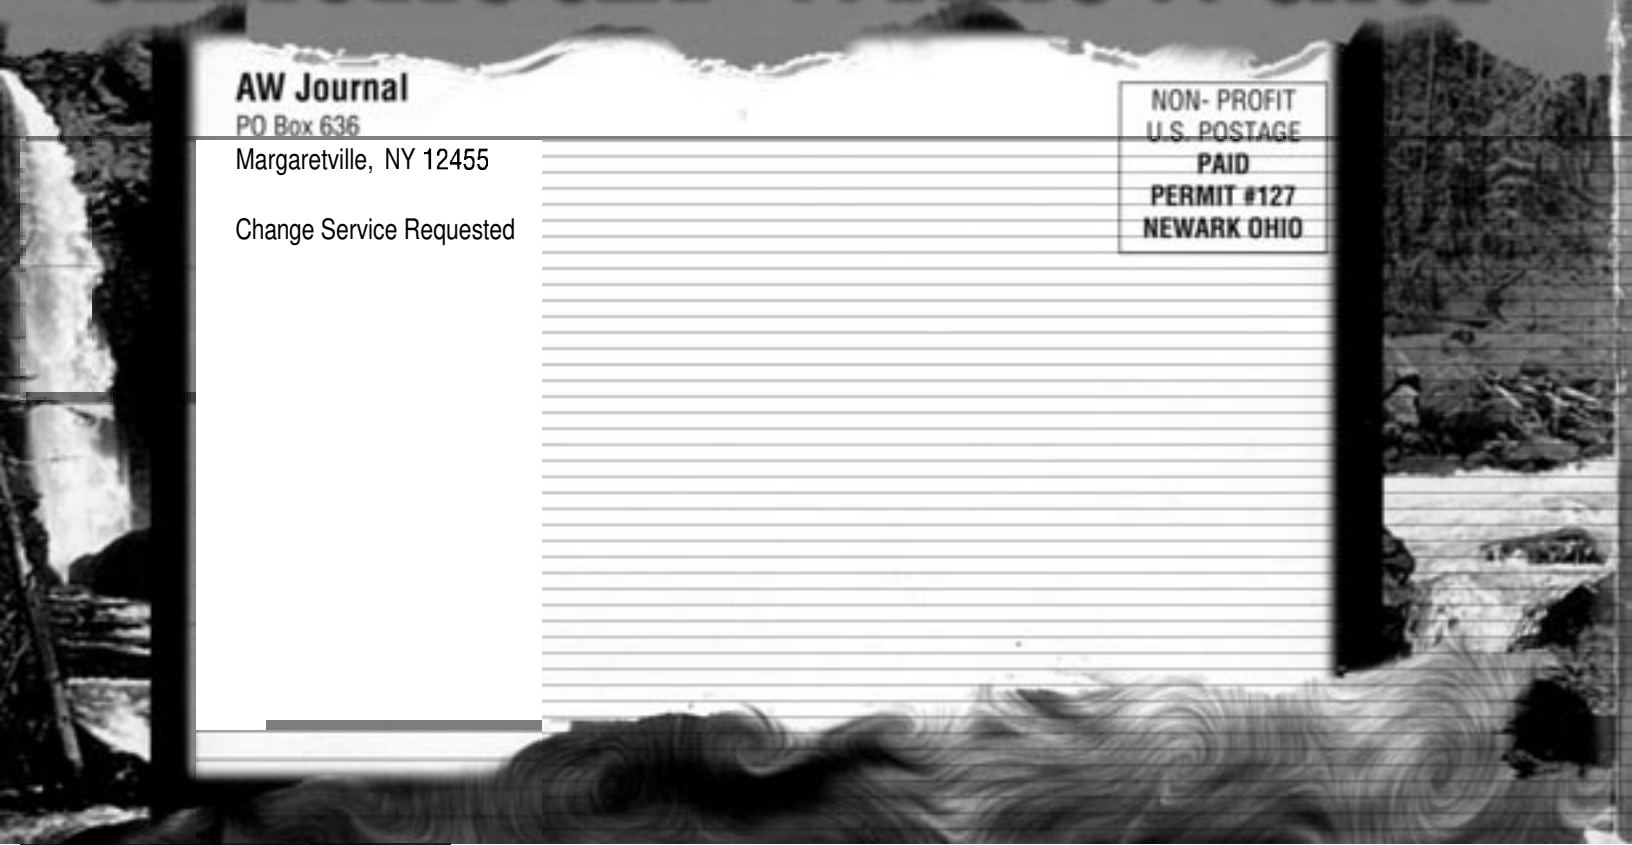 AW Journal
PO Box 636
Margaretville, NY 12455
Change Service Requested
NON- PROFIT
U.S. POSTAGE
PAID
PERMIT #127
NEWARK OHIO